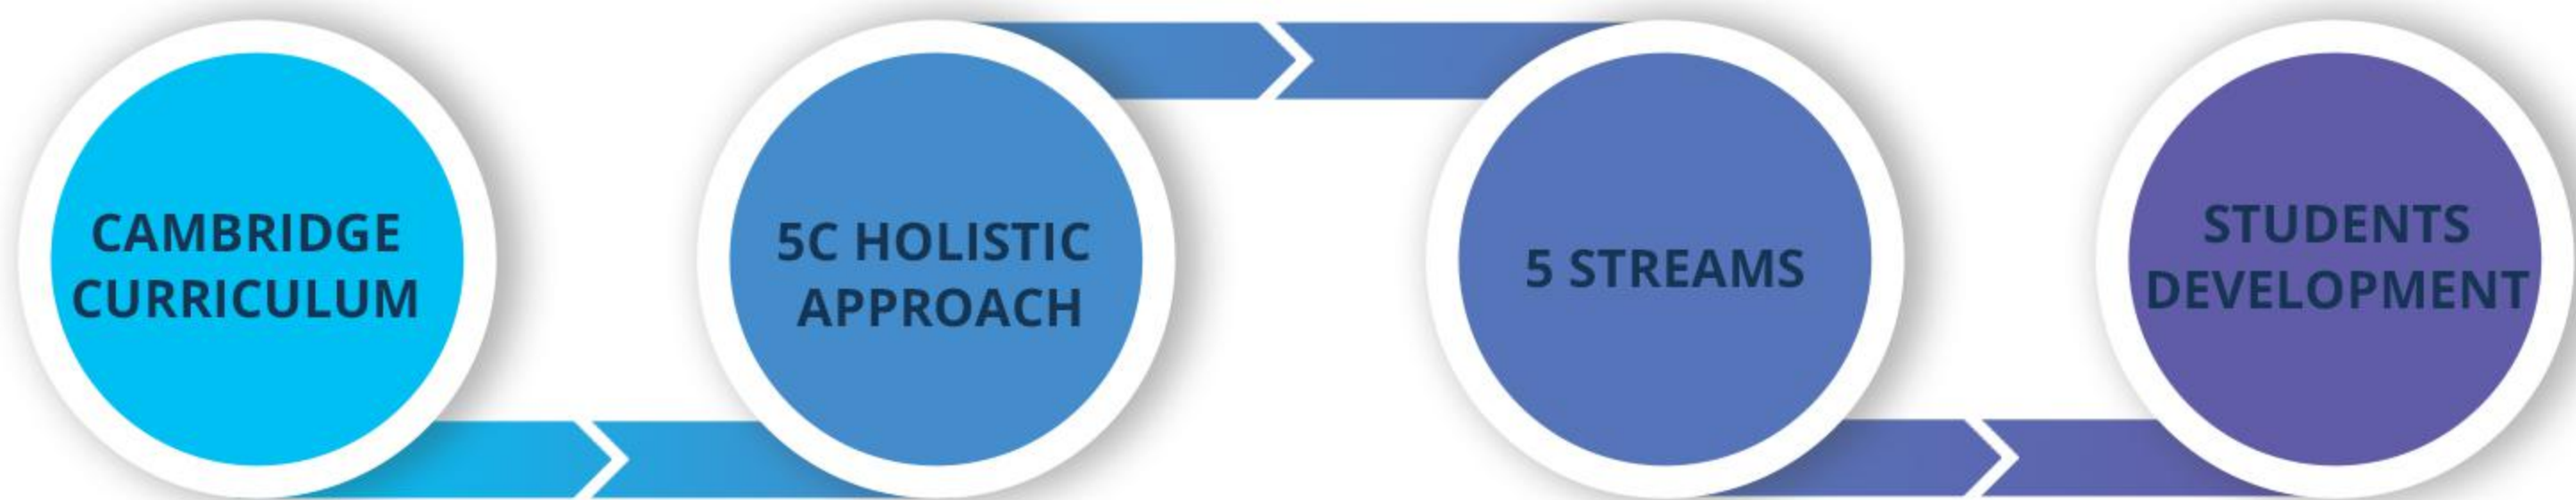 CAMBRIDGE
CURRICULUM
5C HOLISTIC
APPROACH
5 STREAMS
STUDENTS
DEVELOPMENT